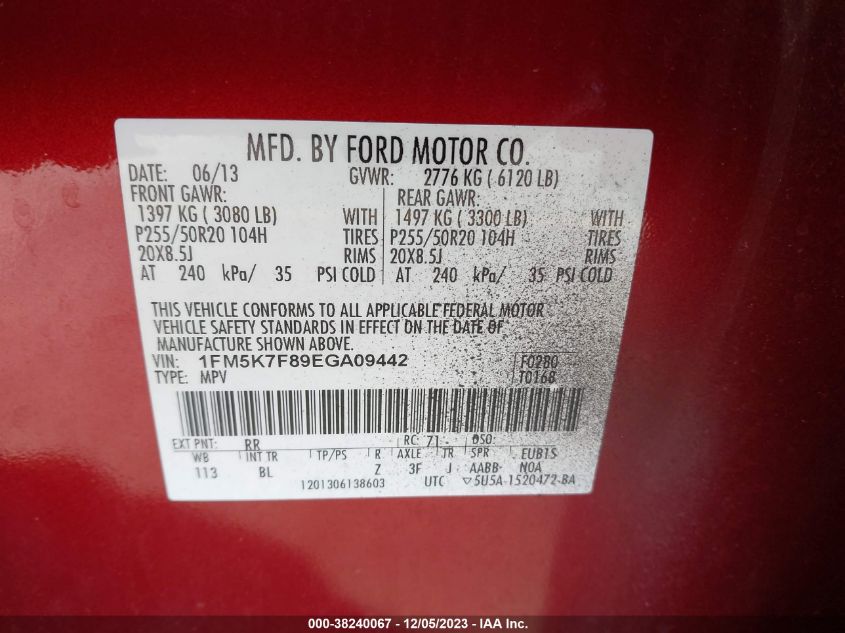 MFD. BY FORD MOTOR CO.
DATE: 06/13 GVWR: 2776 KG ( 6120 LB)
FRONT GAWR: REAR GAWR:
1397 KG ( 3080 LB) WITH 1497 KG ( 3300 LB) WITH
P255/50R20 104H TIRES P255/50R20 104H TIRES
20X8.5J RIMS 20X8.5J RIMS
AT 240 kPa/ 35 PSI COLD AT 240 kPa/ 35 PSI COLD
THIS VEHICLE CONFORMS TO ALL APPLICABLE FEDERAL MOTOR
VEHICLE SAFETY STANDARDS IN EFFECT ON THE DATE OF
MANUFACTURE SHOWN ABOVE.
VIN: 1FM5K7F89EGA09442 F0280
TYPE: MPV T0168
EXT PNT: RR RC: 71 DSO:
WB INT TR TP/PS R AXLE TR SPR EUB1S
113 BL Z 3F J AABB- NOA
1201306138603 UTC ▽5U5A-1520472-BA
000-38240067 - 12/05/2023 - IAA Inc.